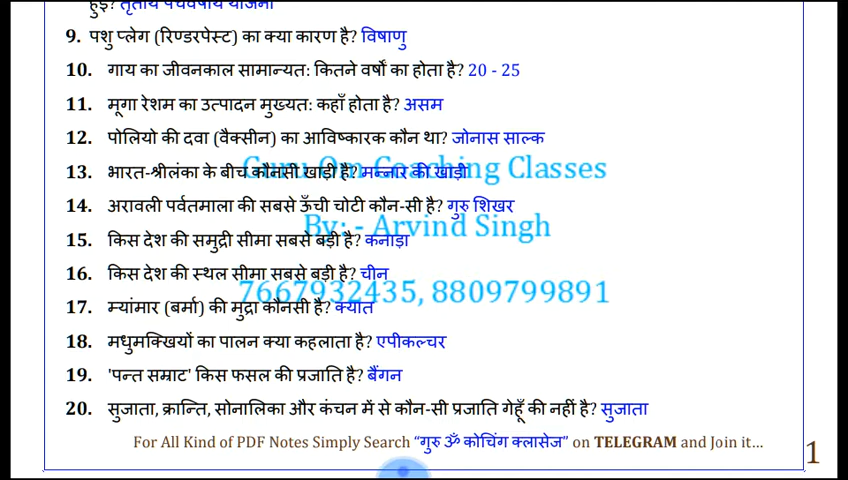 हुई? तृतीय पंचवर्षीय योजना
9. पशु प्लेग (रिण्डरपेस्ट) का क्या कारण है? विषाणु
10. गाय का जीवनकाल सामान्यत: कितने वर्षों का होता है? 20 - 25
11. मूगा रेशम का उत्पादन मुख्यत: कहाँ होता है? असम
12. पोलियो की दवा (वैक्सीन) का आविष्कारक कौन था? जोनास साल्क
13. भारत-श्रीलंका के बीच कौनसी खाड़ी है? मन्नार की खाड़ी
Guru Om Coaching Classes
14. अरावली पर्वतमाला की सबसे ऊँची चोटी कौन-सी है? गुरु शिखर
By: - Arvind Singh
15. किस देश की समुद्री सीमा सबसे बड़ी है? कनाडा
16. किस देश की स्थल सीमा सबसे बड़ी है? चीन
7667932435, 8809799891
17. म्यांमार (बर्मा) की मुद्रा कौनसी है? क्यात
18. मधुमक्खियों का पालन क्या कहलाता है? एपीकल्चर
19. 'पन्त सम्राट' किस फसल की प्रजाति है? बैंगन
20. सुजाता, क्रान्ति, सोनालिका और कंचन में से कौन-सी प्रजाति गेहूँ की नहीं है? सुजाता
For All Kind of PDF Notes Simply Search “गुरु ॐ कोचिंग क्लासेज” on TELEGRAM and Join it...
1